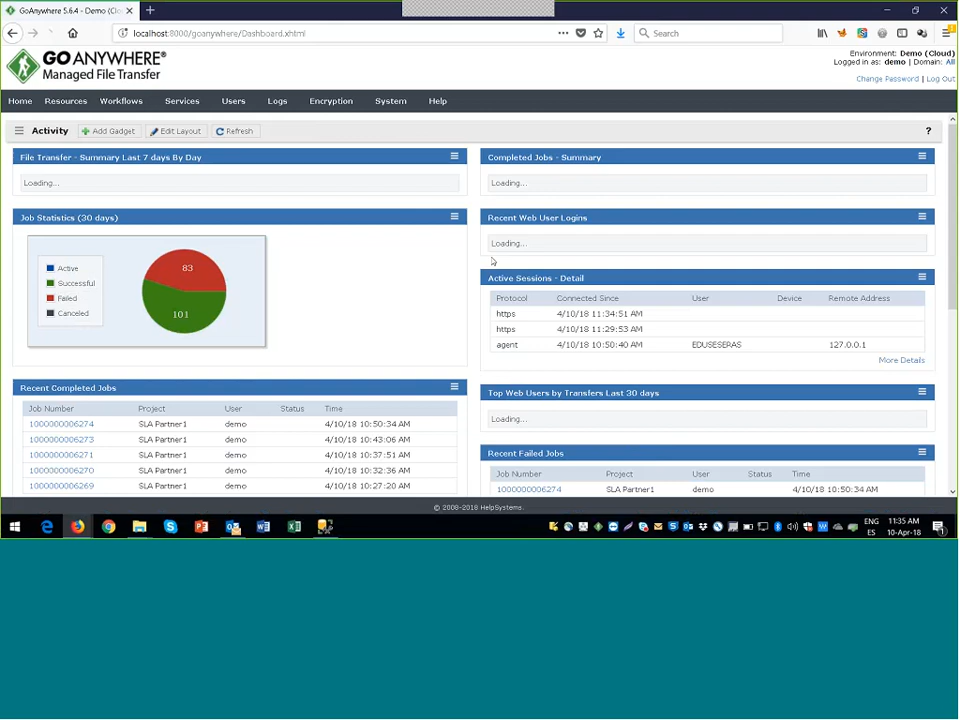 GoAnywhere 5.6.4 - Demo (Clo
localhost:8000/goanywhere/Dashboard.xhtml
Search
GO ANYWHERE®
Managed File Transfer
Environment: Demo (Cloud)
Logged in as: demo | Domain: All
Change Password | Log Out
Home Resources Workflows Services Users Logs Encryption System Help
Activity Add Gadget Edit Layout Refresh ?
File Transfer - Summary Last 7 days By Day
Loading...
Completed Jobs - Summary
Loading...
Job Statistics (30 days)
Active
Successful
Failed
Canceled
83
101
Recent Web User Logins
Loading...
Active Sessions - Detail
Protocol Connected Since User Device Remote Address
https 4/10/18 11:34:51 AM
https 4/10/18 11:29:53 AM
agent 4/10/18 10:50:40 AM EDUSESERAS 127.0.0.1
More Details
Recent Completed Jobs
Job Number Project User Status Time
1000000006274 SLA Partner1 demo 4/10/18 10:50:34 AM
1000000006273 SLA Partner1 demo 4/10/18 10:43:06 AM
1000000006271 SLA Partner1 demo 4/10/18 10:37:51 AM
1000000006270 SLA Partner1 demo 4/10/18 10:32:36 AM
1000000006269 SLA Partner1 demo 4/10/18 10:27:20 AM
Top Web Users by Transfers Last 30 days
Loading...
Recent Failed Jobs
Job Number Project User Status Time
1000000006274 SLA Partner1 demo 4/10/18 10:50:34 AM
© 2008-2018 HelpSystems.
ENG 11:35 AM
ES 10-Apr-18